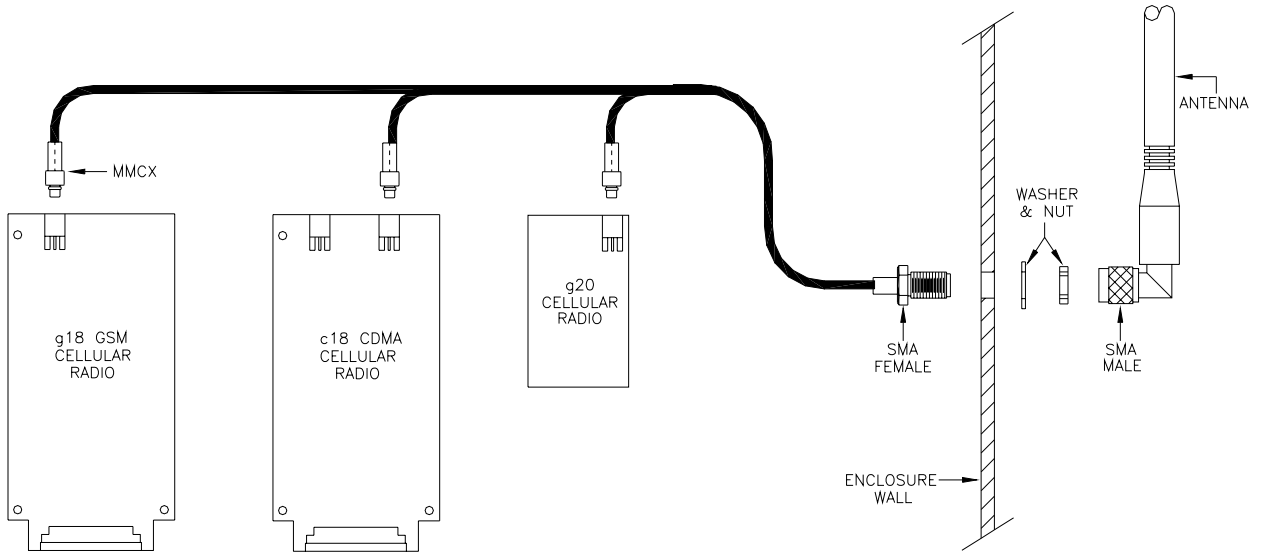 ANTENNA
MMCX
WASHER
& NUT
g18 GSM
CELLULAR
RADIO
c18 CDMA
CELLULAR
RADIO
g20
CELLULAR
RADIO
SMA
FEMALE
SMA
MALE
ENCLOSURE
WALL